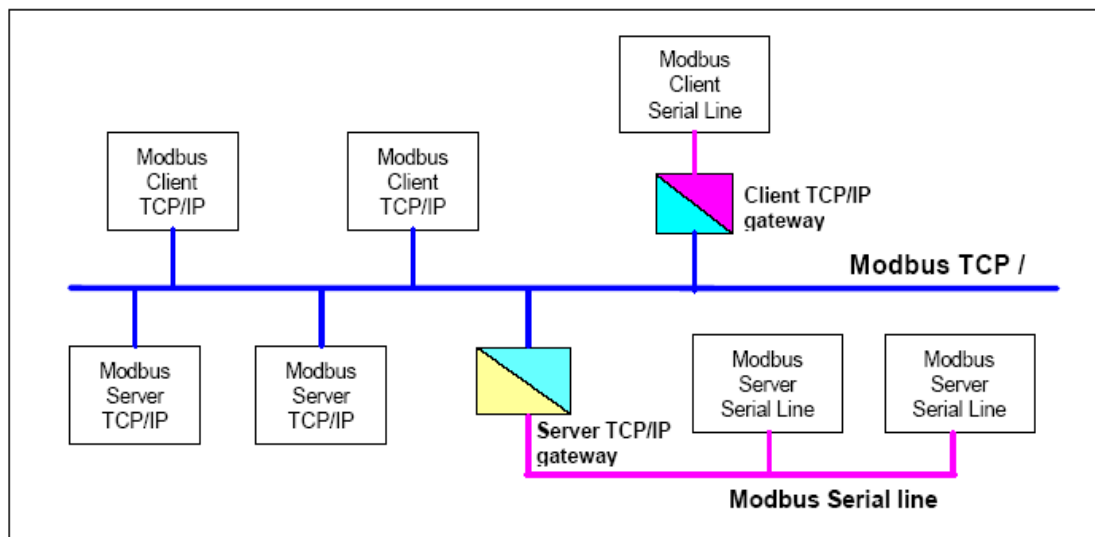 Modbus
Client
Serial Line
Modbus
Client
TCP/IP
Modbus
Client
TCP/IP
Client TCP/IP
gateway
Modbus TCP /
Modbus
Server
TCP/IP
Modbus
Server
TCP/IP
Server TCP/IP
gateway
Modbus
Server
Serial Line
Modbus
Server
Serial Line
Modbus Serial line